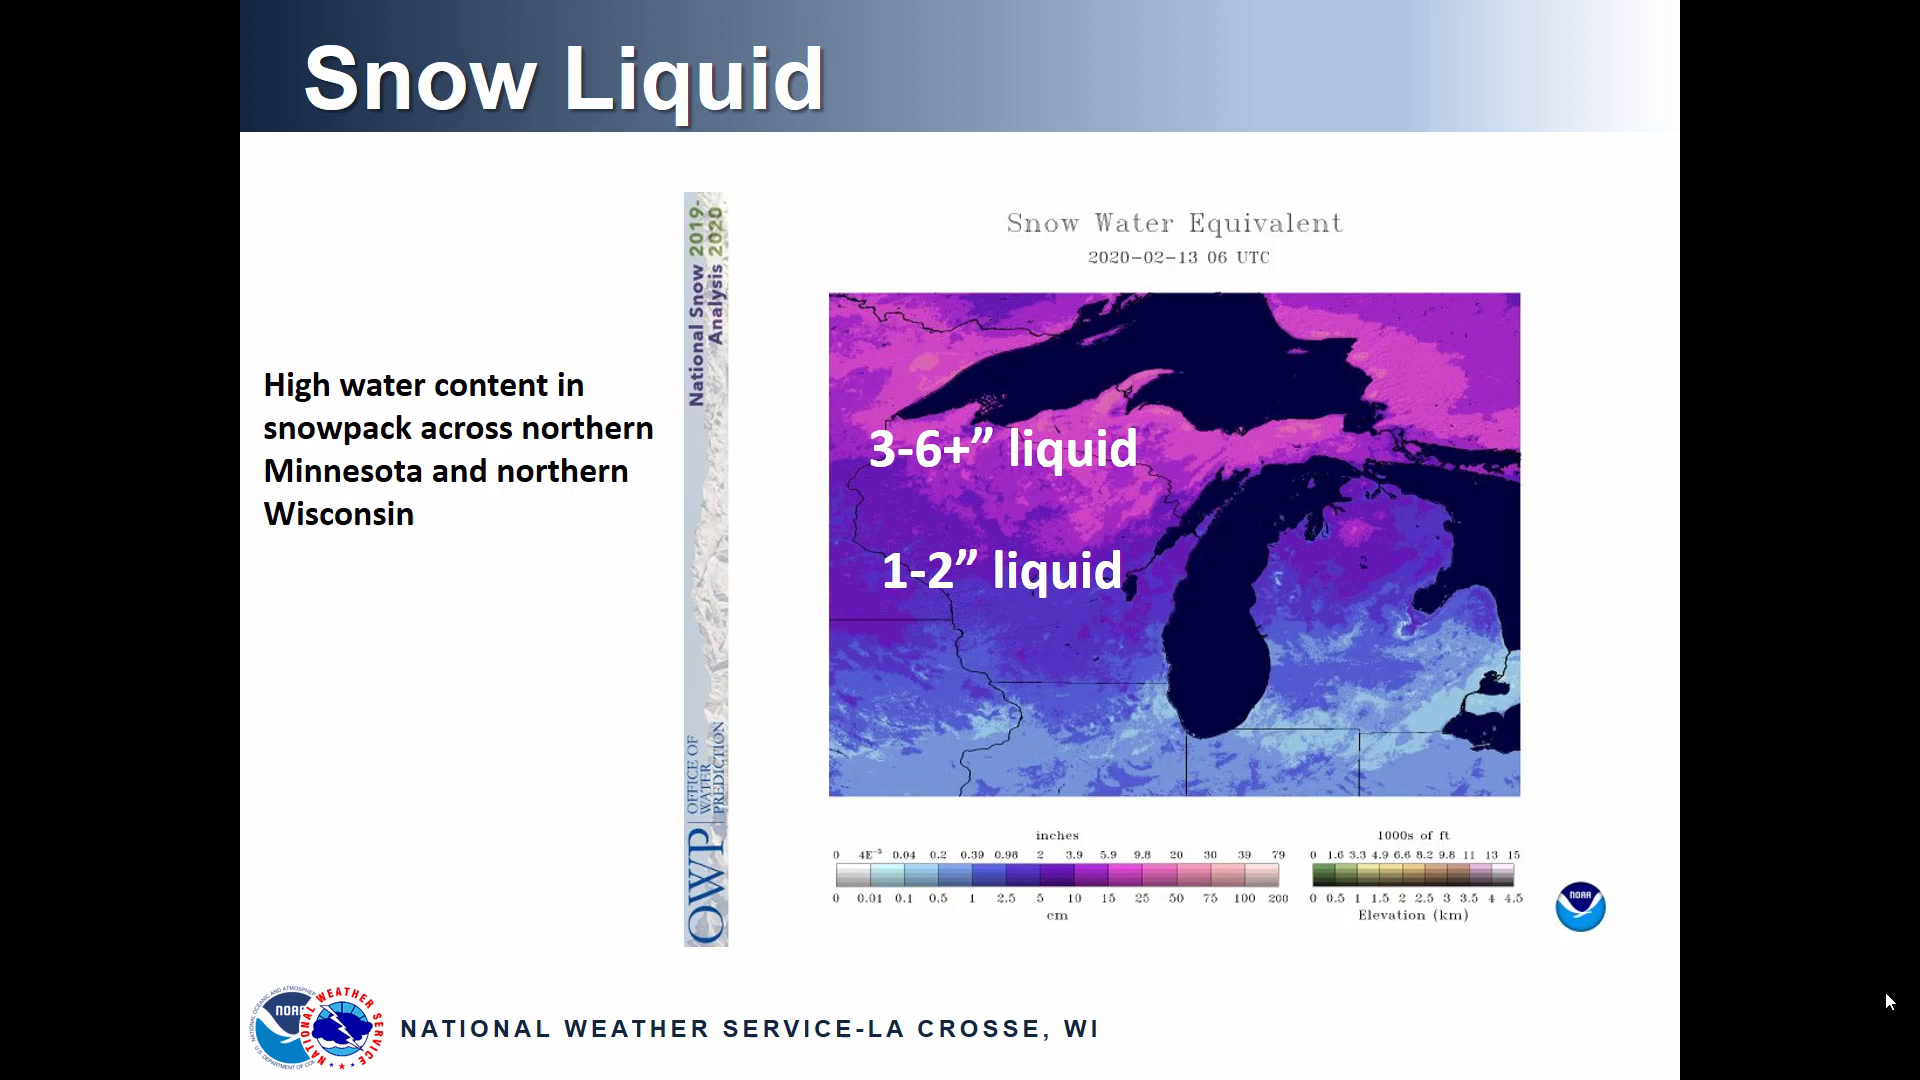 Snow Liquid
High water content in
snowpack across northern
Minnesota and northern
Wisconsin
National Snow 2019-
Analysis 2020
OWP
OFFICE OF
WATER
PREDICTION
Snow Water Equivalent
2020-02-13 06 UTC
3-6+” liquid
1-2” liquid
inches
0 4E-3 0.04 0.2 0.39 0.98 2 3.9 5.9 9.8 20 30 39 79
0 0.01 0.1 0.5 1 2.5 5 10 15 25 50 75 100 200
cm
1000s of ft
0 1.6 3.3 4.9 6.6 8.2 9.8 11 13 15
0 0.5 1 1.5 2 2.5 3 3.5 4 4.5
Elevation (km)
NOAA
NOAA
NATIONAL WEATHER SERVICE
NATIONAL WEATHER SERVICE-LA CROSSE, WI